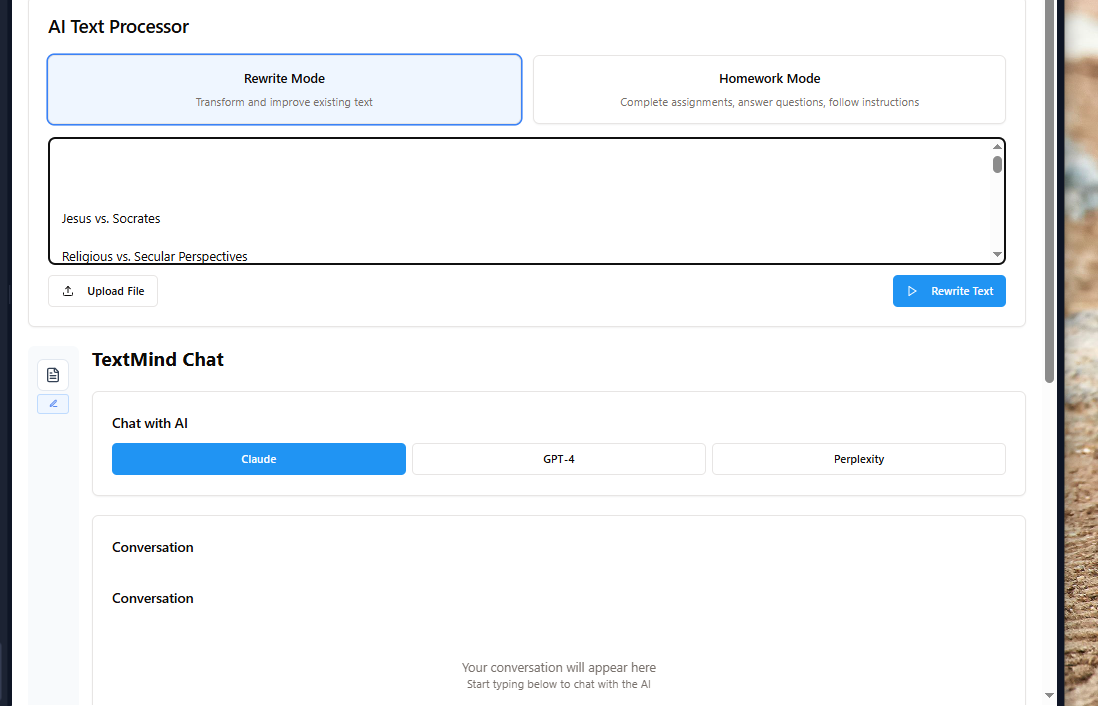 AI Text Processor
Rewrite Mode
Transform and improve existing text
Homework Mode
Complete assignments, answer questions, follow instructions
Jesus vs. Socrates
Religious vs. Secular Perspectives
Upload File
Rewrite Text
TextMind Chat
Chat with AI
Claude
GPT-4
Perplexity
Conversation
Conversation
Your conversation will appear here
Start typing below to chat with the AI